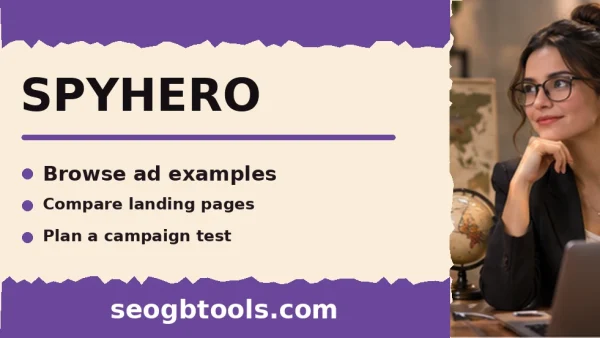 SPYHERO
Browse ad examples
Compare landing pages
Plan a campaign test
seogbtools.com